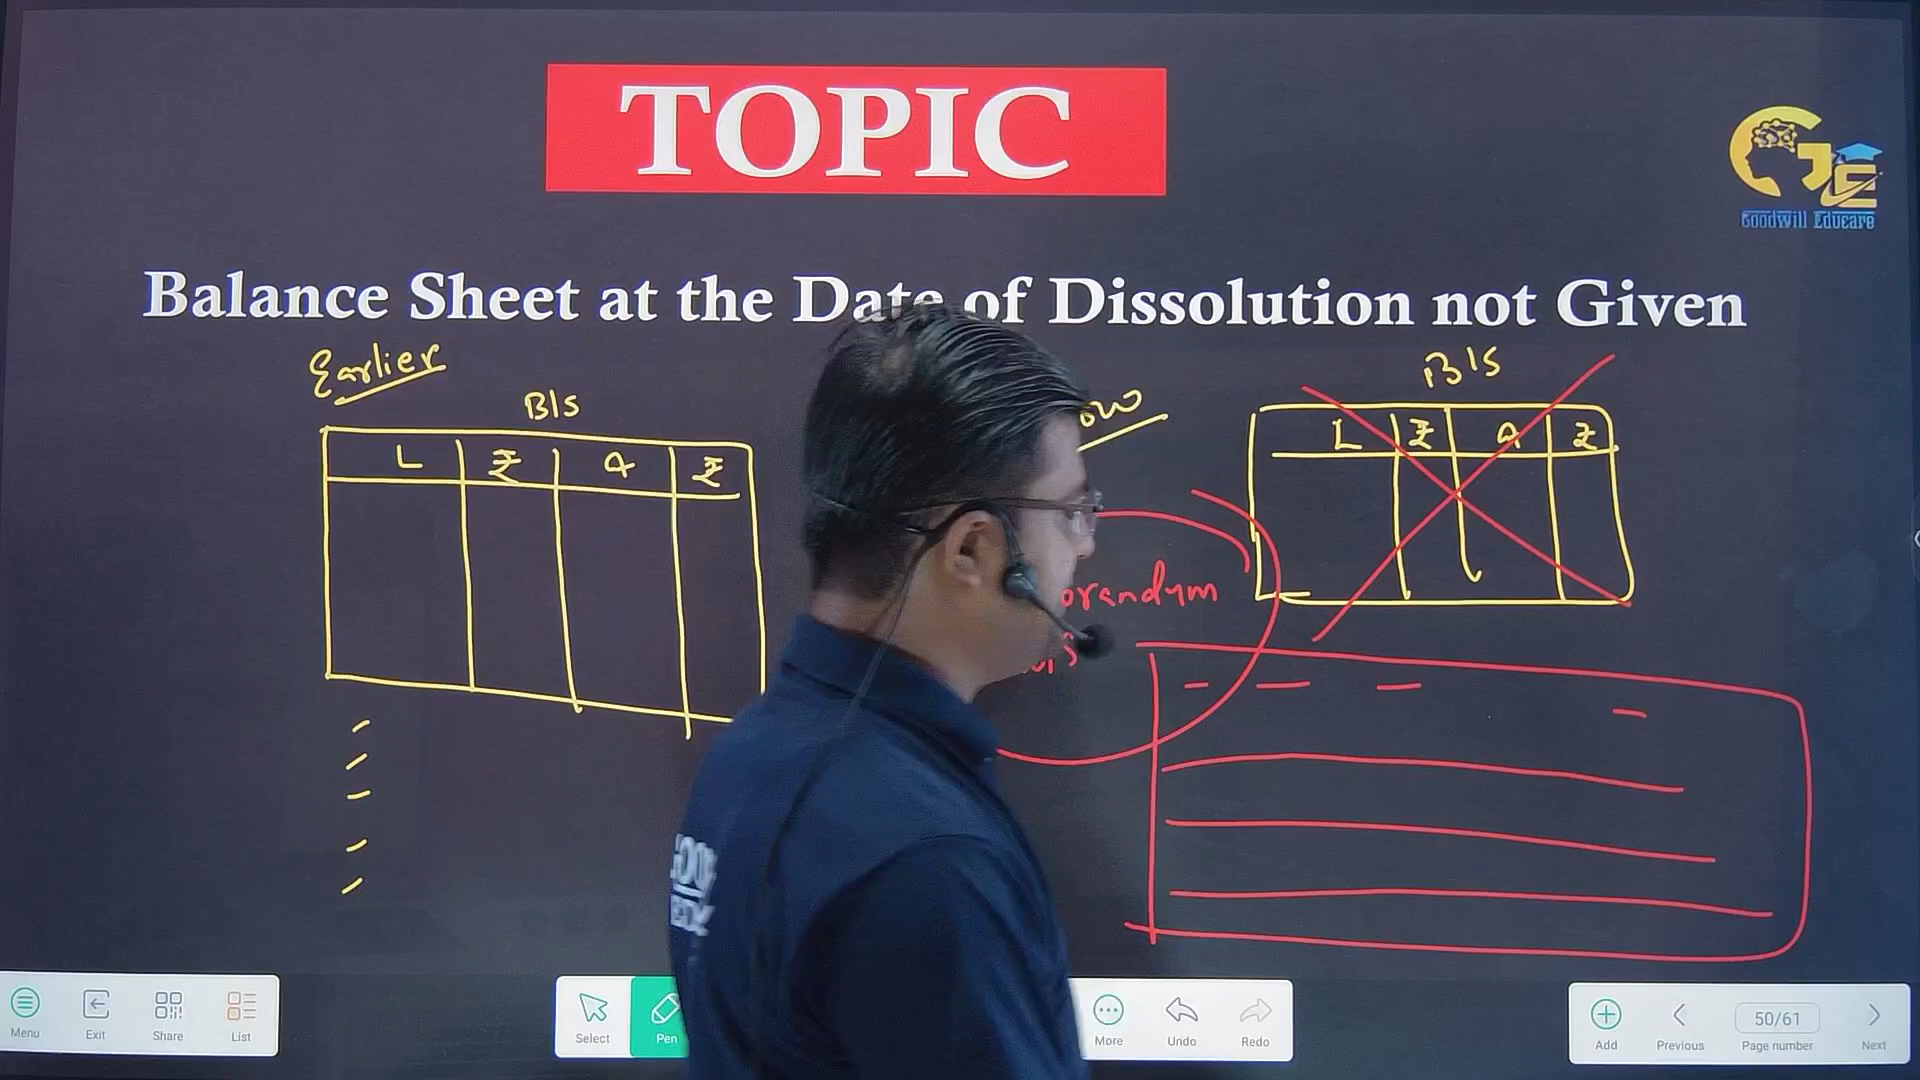 TOPIC
Goodwill Educare
Balance Sheet at the Date of Dissolution not Given
Earlier
B/S
L ₹ A ₹
B/S
L ₹ A ₹
Menu
Exit
Share
List
Select
Pen
More
Undo
Redo
Add
Previous
50/61
Page number
Next